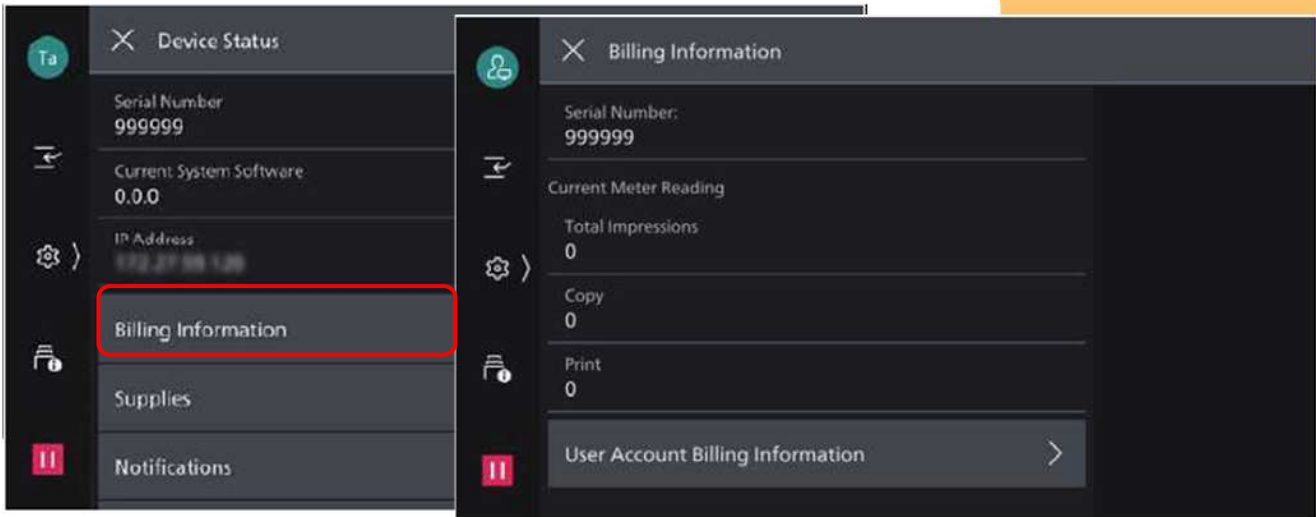 Ta
Device Status
Serial Number
999999
Current System Software
0.0.0
IP Address
Billing Information
Supplies
Notifications
Billing Information
Serial Number:
999999
Current Meter Reading
Total Impressions
0
Copy
0
Print
0
User Account Billing Information